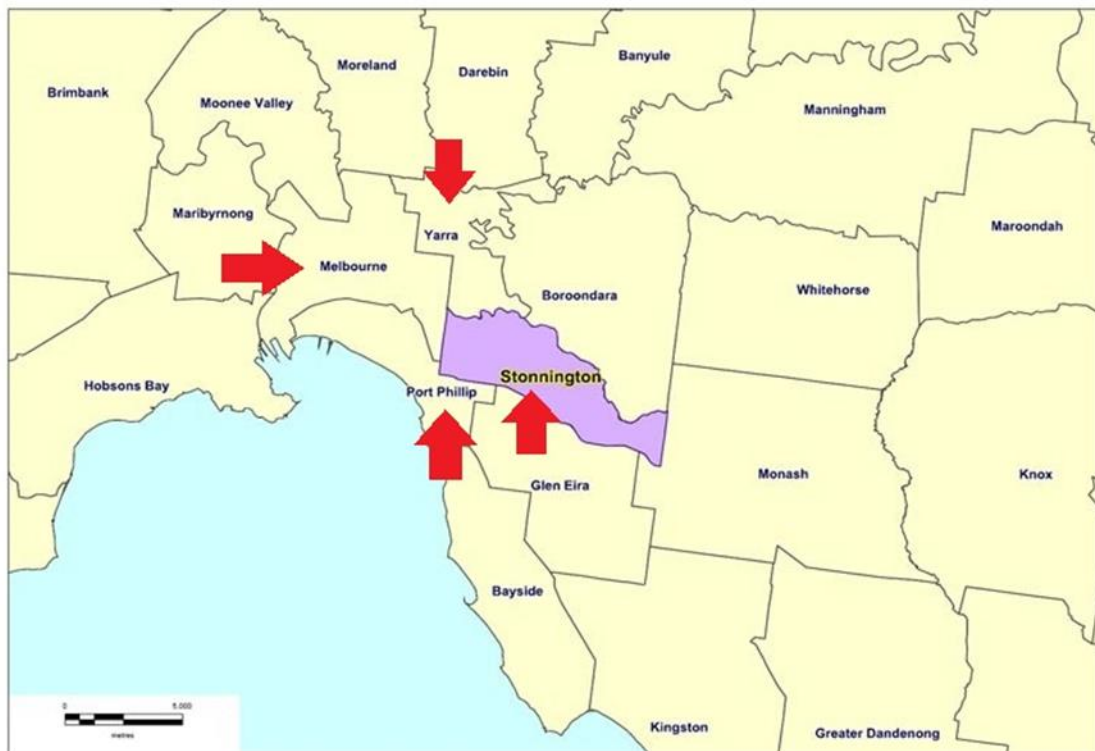 Moreland
Darebin
Banyule
Brimbank
Moonee Valley
Manningham
Maribyrnong
Maroondah
Yarra
Melbourne
Boroondara
Whitehorse
Stonnington
Hobsons Bay
Port Phillip
Monash
Knox
Glen Eira
Bayside
0 5,000
metres
Kingston
Greater Dandenong